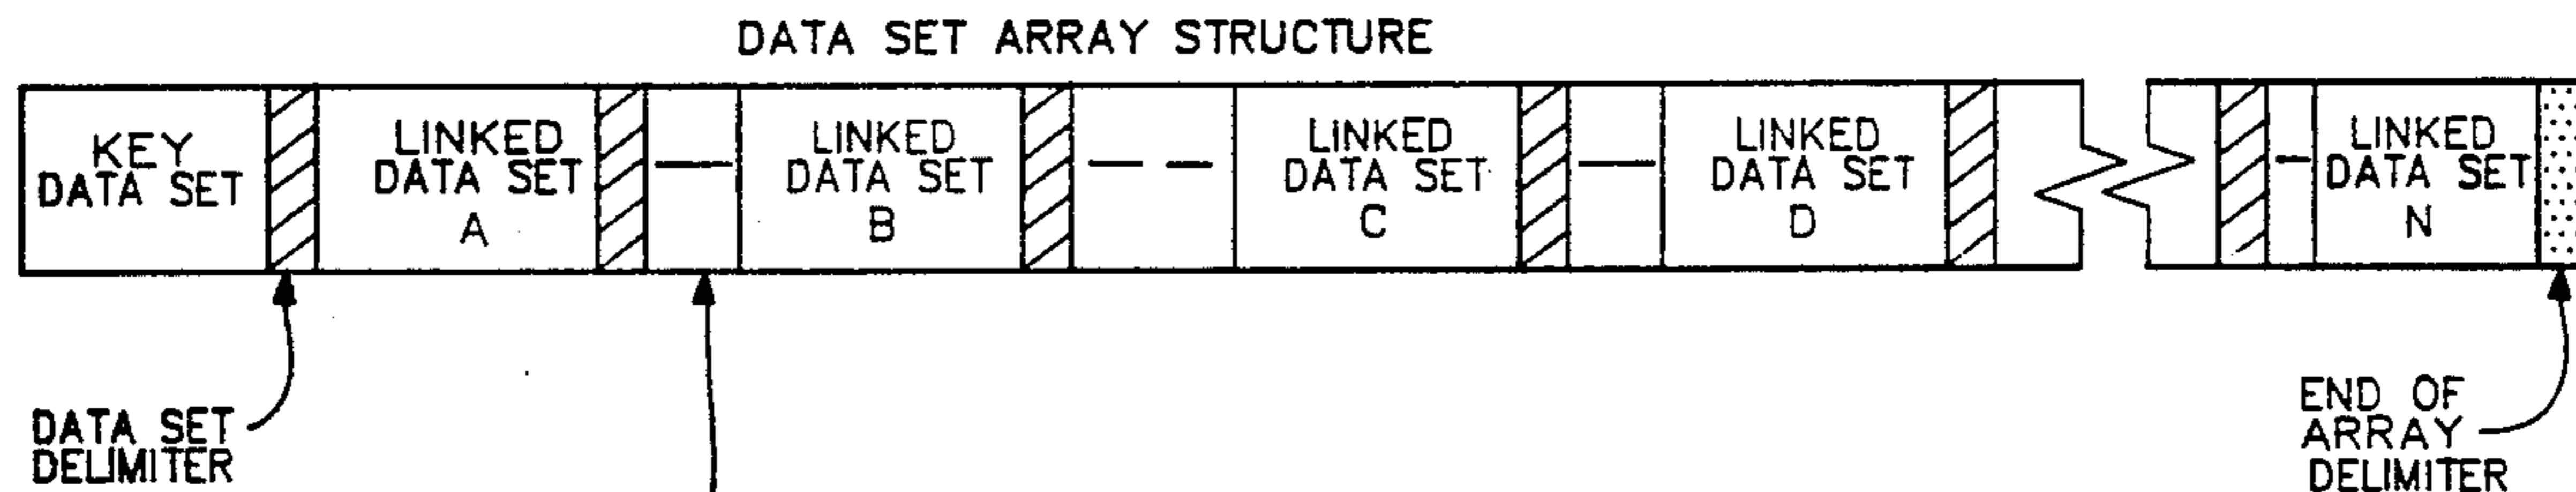 DATA SET ARRAY STRUCTURE
KEY
DATA SET
LINKED
DATA SET
A
LINKED
DATA SET
B
LINKED
DATA SET
C
LINKED
DATA SET
D
LINKED
DATA SET
N
DATA SET
DELIMITER
END OF
ARRAY
DELIMITER